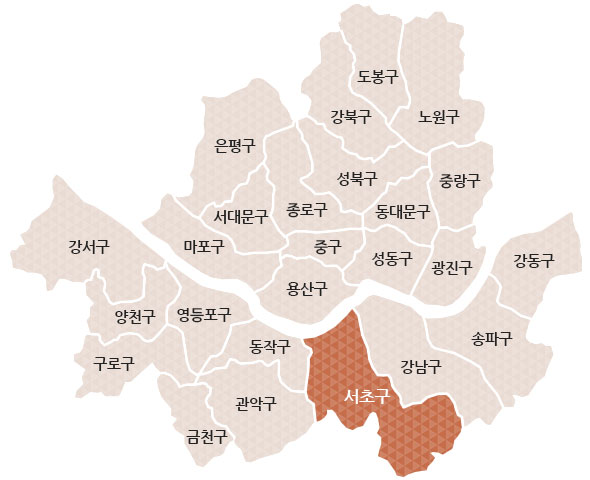 도봉구
강북구
노원구
은평구
성북구
중랑구
서대문구
종로구
동대문구
강서구
마포구
중구
성동구
광진구
강동구
용산구
양천구
영등포구
동작구
송파구
구로구
강남구
서초구
관악구
금천구